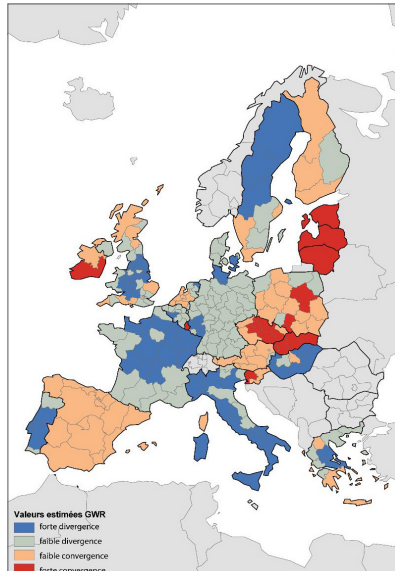 Valeurs estimées GWR
forte divergence
faible divergence
faible convergence
forte convergence